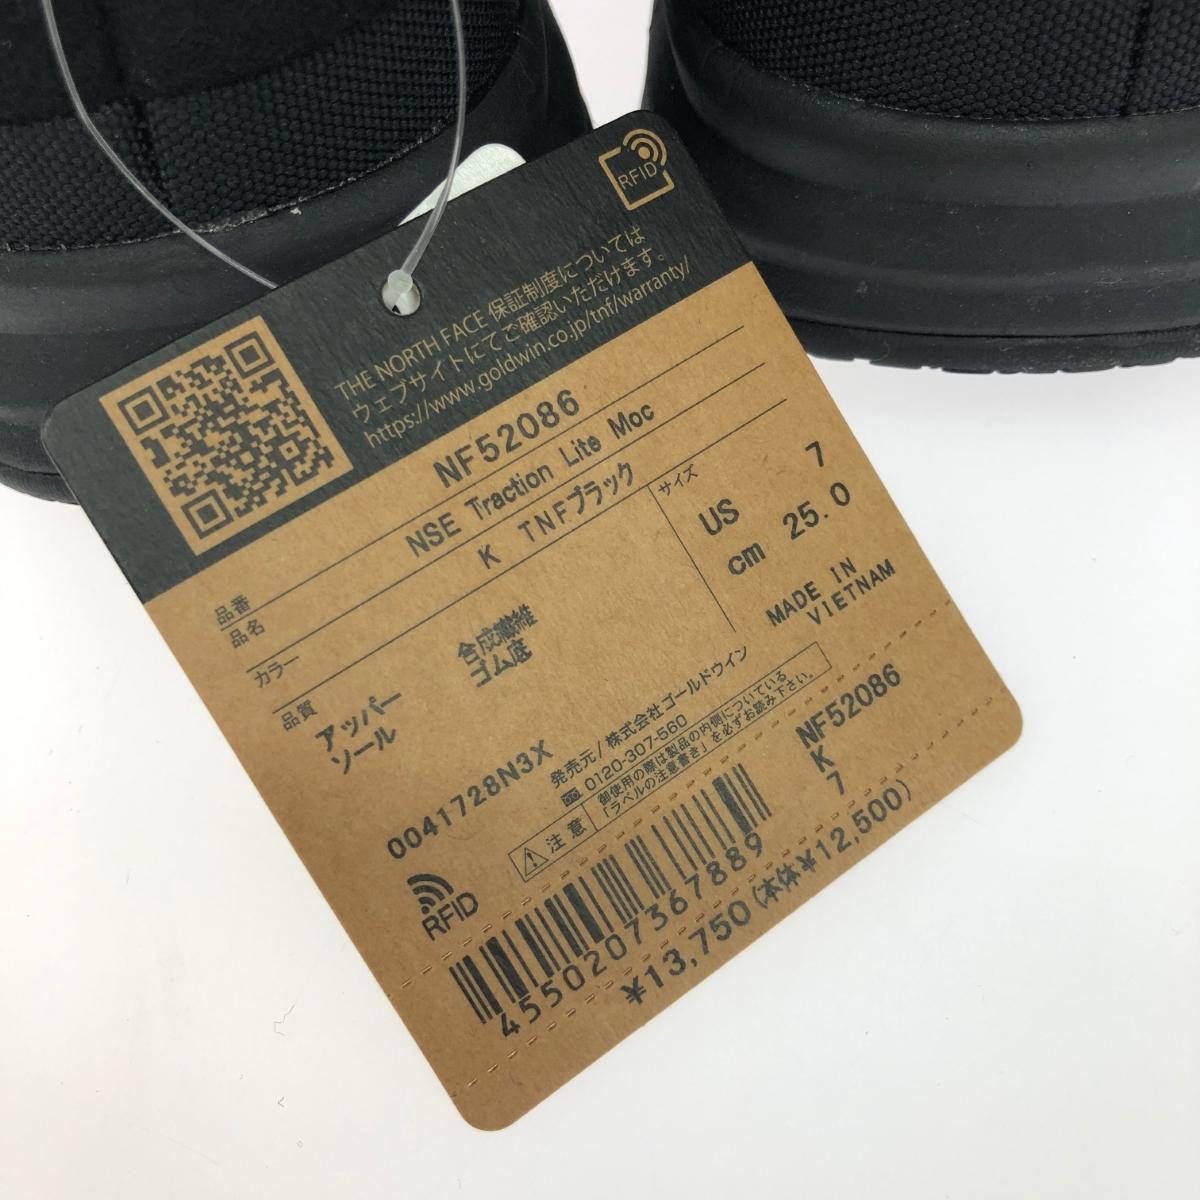 RFID
THE NORTH FACE 保証制度については
ウェブサイトにてご確認いただけます。
https://www.goldwin.co.jp/tnf/warranty/
品番 NF52086
品名 NSE Traction Lite Moc
カラー K TNFブラック
品質
アッパー 合成繊維
ソール ゴム底
サイズ
US 7
cm 25.0
MADE IN
VIETNAM
0041728N3X
発売元/株式会社ゴールドウイン
0120-307-560
注意
御使用の際は製品の内側についている
「ラベルの注意書き」を必ずお読み下さい。
RFID
NF52086
K
7
4550207367889
¥13,750(本体¥12,500)